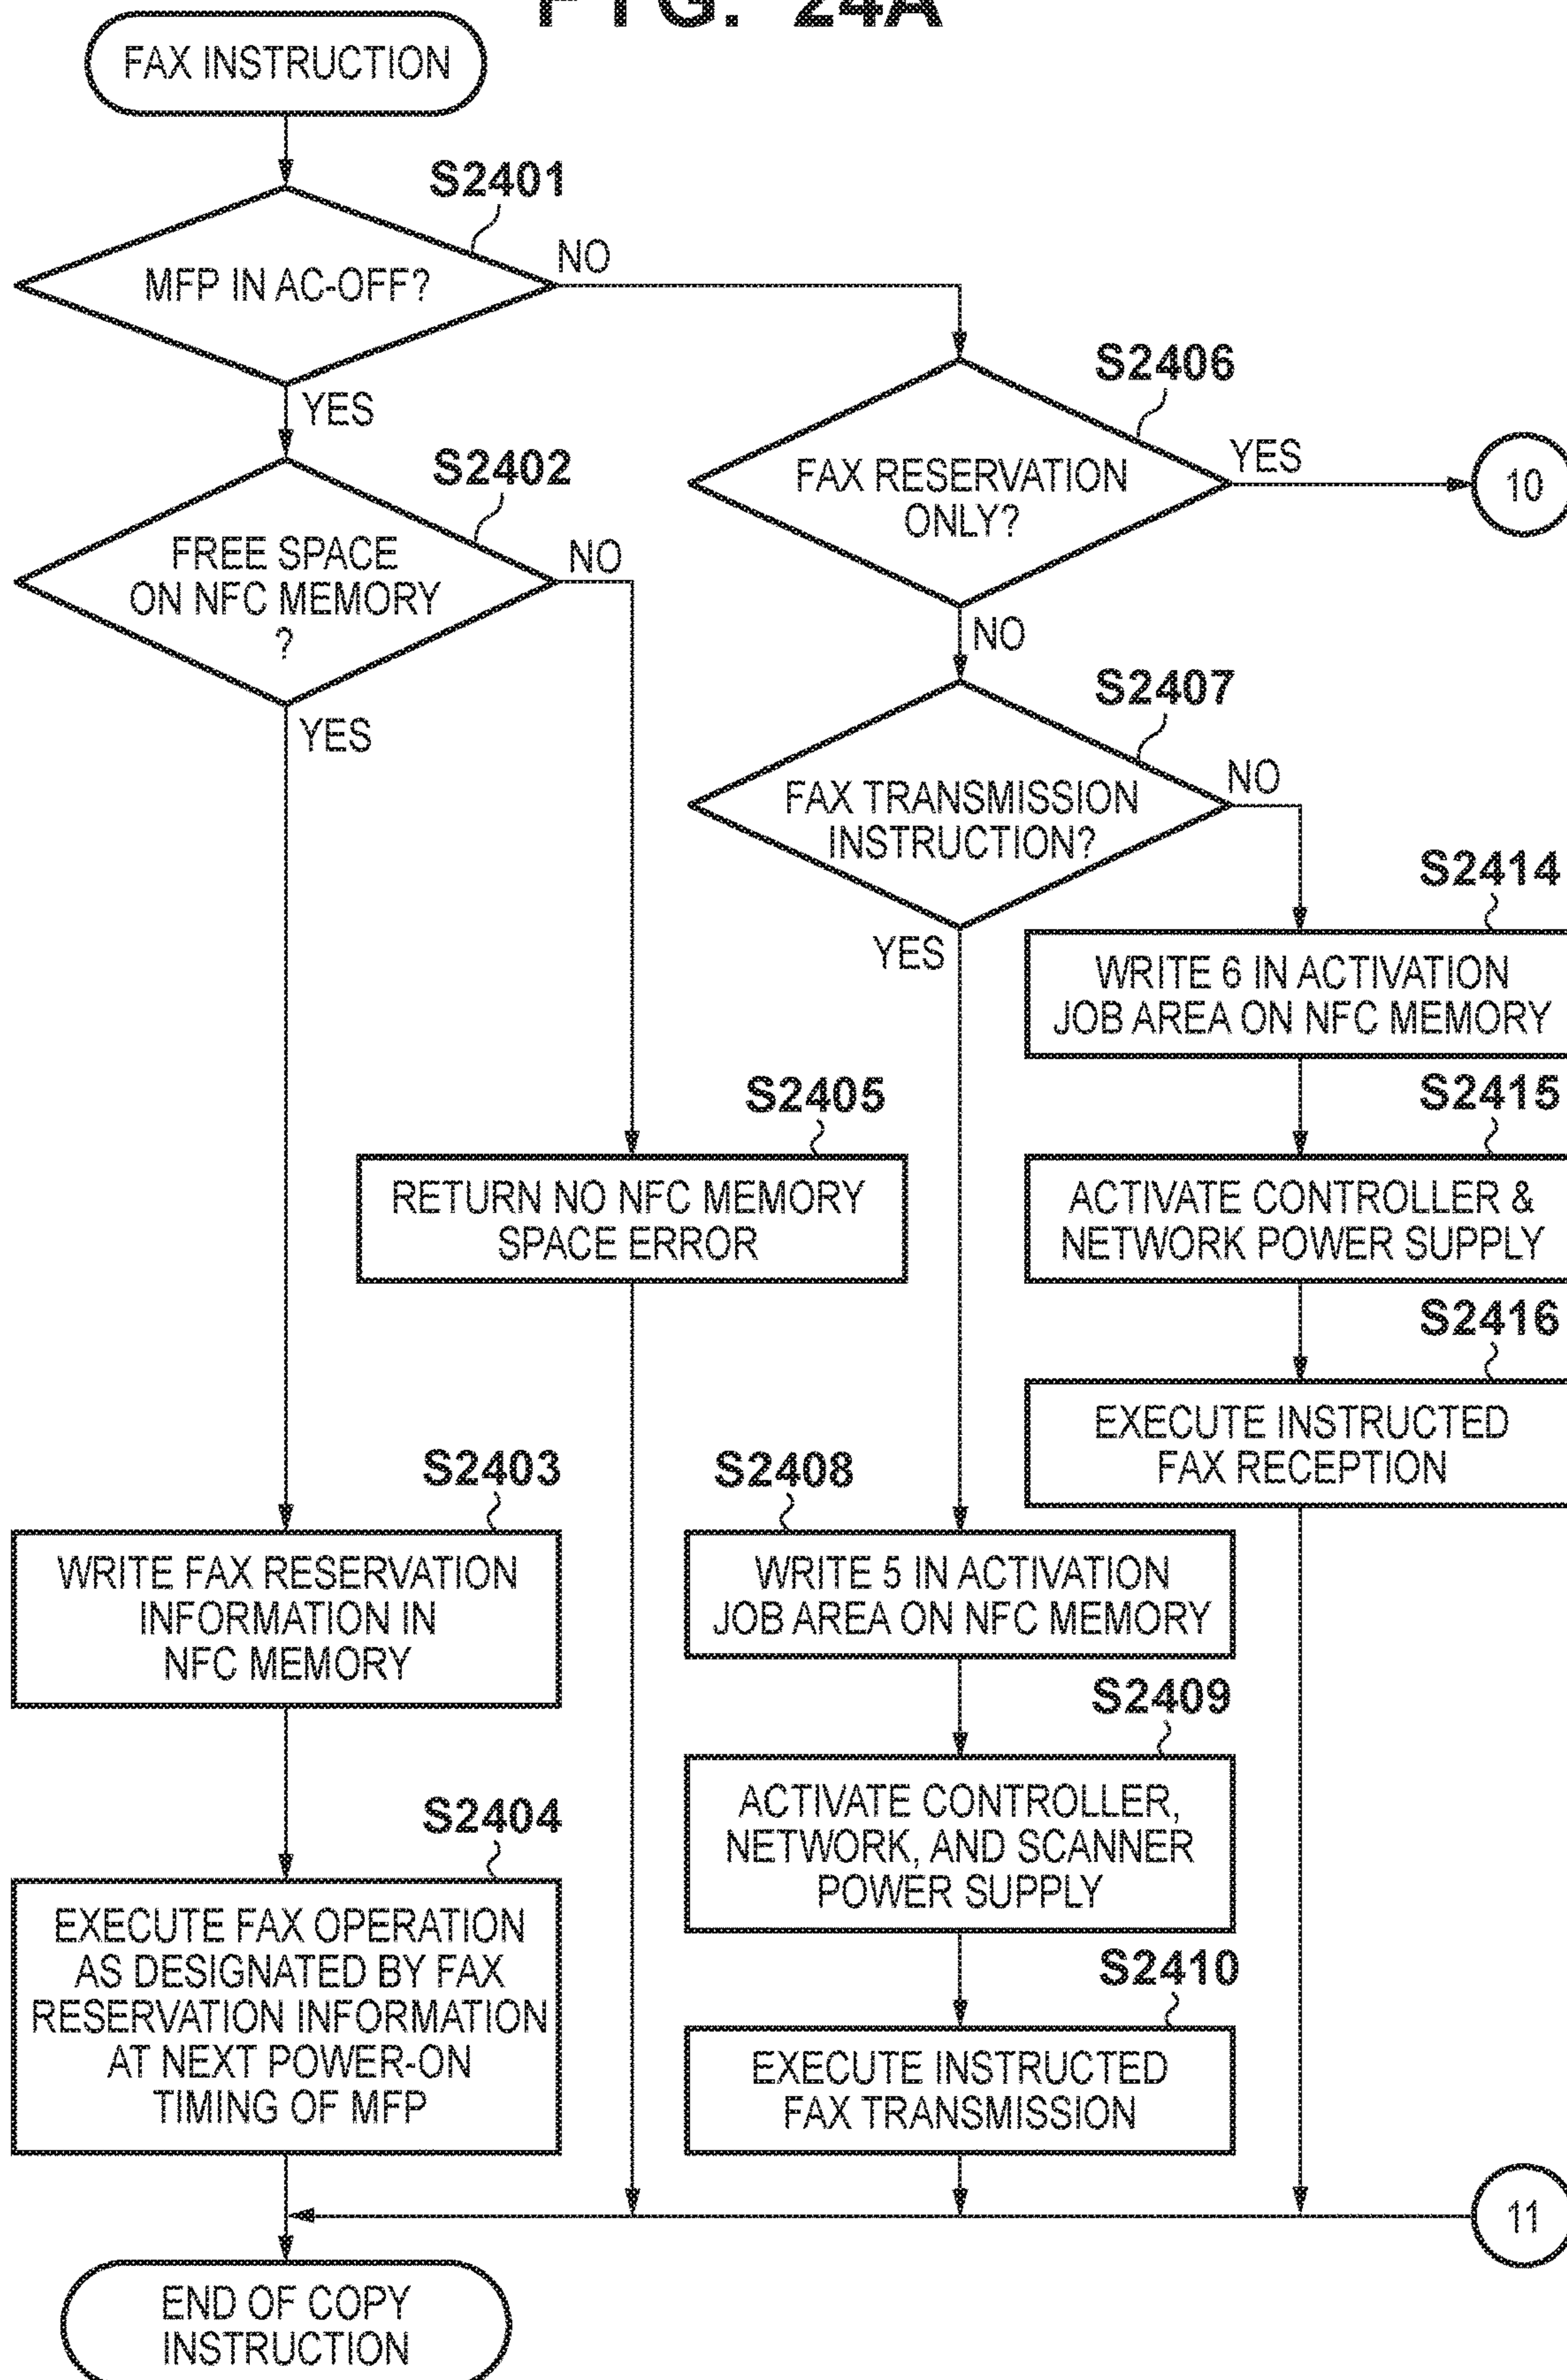 FIG. 24A
FAX INSTRUCTION
S2401
MFP IN AC-OFF?
NO
YES
S2406
FAX RESERVATION
ONLY?
YES
10
NO
S2402
FREE SPACE
ON NFC MEMORY
?
NO
YES
S2407
FAX TRANSMISSION
INSTRUCTION?
NO
YES
S2414
WRITE 6 IN ACTIVATION
JOB AREA ON NFC MEMORY
S2405
RETURN NO NFC MEMORY
SPACE ERROR
S2415
ACTIVATE CONTROLLER &
NETWORK POWER SUPPLY
S2416
EXECUTE INSTRUCTED
FAX RECEPTION
S2403
WRITE FAX RESERVATION
INFORMATION IN
NFC MEMORY
S2408
WRITE 5 IN ACTIVATION
JOB AREA ON NFC MEMORY
S2409
ACTIVATE CONTROLLER,
NETWORK, AND SCANNER
POWER SUPPLY
S2404
EXECUTE FAX OPERATION
AS DESIGNATED BY FAX
RESERVATION INFORMATION
AT NEXT POWER-ON
TIMING OF MFP
S2410
EXECUTE INSTRUCTED
FAX TRANSMISSION
11
END OF COPY
INSTRUCTION